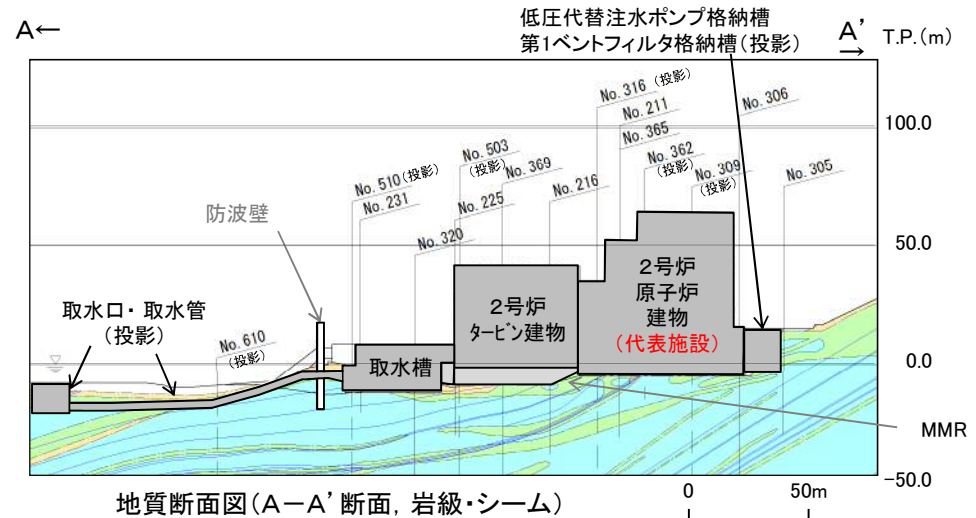 低圧代替注水ポンプ格納槽
第1ベントフィルタ格納槽(投影)
A←
A’
→
T.P.(m)
No.316(投影)
No.211
No.365
No.306
100.0
No.503
(投影)
No.369
No.362
(投影)
No.309
(投影)
No.305
No.510(投影)
No.231
No.225
No.216
防波壁
No.320
50.0
2号炉
原子炉
建物
(代表施設)
2号炉
タービン建物
取水口・取水管
(投影)
No.610
(投影)
取水槽
0.0
MMR
-50.0
地質断面図(A-A’断面, 岩級・シーム)
0
50m